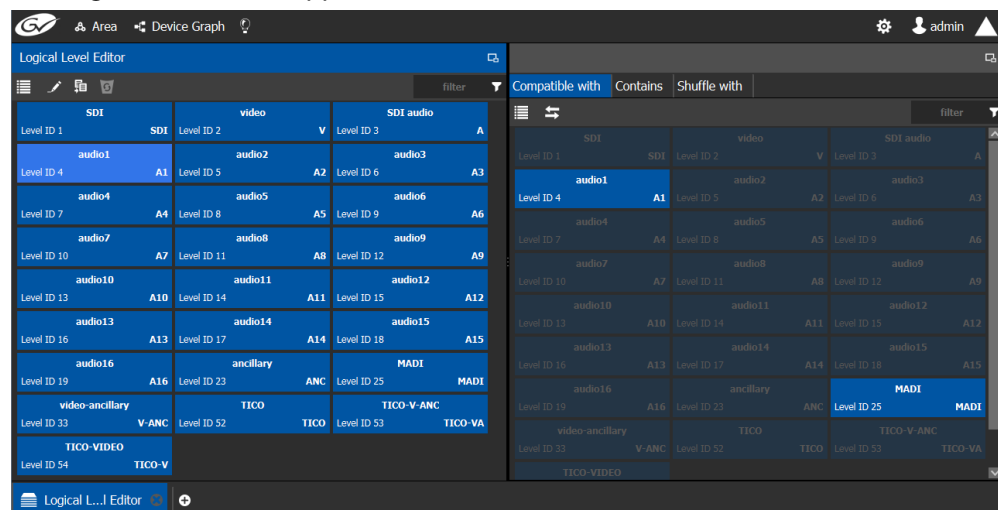 GV Area Device Graph admin
Logical Level Editor
filter
Compatible with Contains Shuffle with
filter
SDI video SDI audio
Level ID 1 SDI Level ID 2 V Level ID 3 A
audio1 audio2 audio3
Level ID 4 A1 Level ID 5 A2 Level ID 6 A3
audio4 audio5 audio6
Level ID 7 A4 Level ID 8 A5 Level ID 9 A6
audio7 audio8 audio9
Level ID 10 A7 Level ID 11 A8 Level ID 12 A9
audio10 audio11 audio12
Level ID 13 A10 Level ID 14 A11 Level ID 15 A12
audio13 audio14 audio15
Level ID 16 A13 Level ID 17 A14 Level ID 18 A15
audio16 ancillary MADI
Level ID 19 A16 Level ID 23 ANC Level ID 25 MADI
video-ancillary TICO TICO-V-ANC
Level ID 33 V-ANC Level ID 52 TICO Level ID 53 TICO-VA
TICO-VIDEO
Level ID 54 TICO-V
SDI video SDI audio
Level ID 1 SDI Level ID 2 V Level ID 3 A
audio1 audio2 audio3
Level ID 4 A1 Level ID 5 A2 Level ID 6 A3
audio4 audio5 audio6
Level ID 7 A4 Level ID 8 A5 Level ID 9 A6
audio7 audio8 audio9
Level ID 10 A7 Level ID 11 A8 Level ID 12 A9
audio10 audio11 audio12
Level ID 13 A10 Level ID 14 A11 Level ID 15 A12
audio13 audio14 audio15
Level ID 16 A13 Level ID 17 A14 Level ID 18 A15
audio16 ancillary MADI
Level ID 19 A16 Level ID 23 ANC Level ID 25 MADI
video-ancillary TICO TICO-V-ANC
Level ID 33 V-ANC Level ID 52 TICO Level ID 53 TICO-VA
TICO-VIDEO
Logical L...l Editor